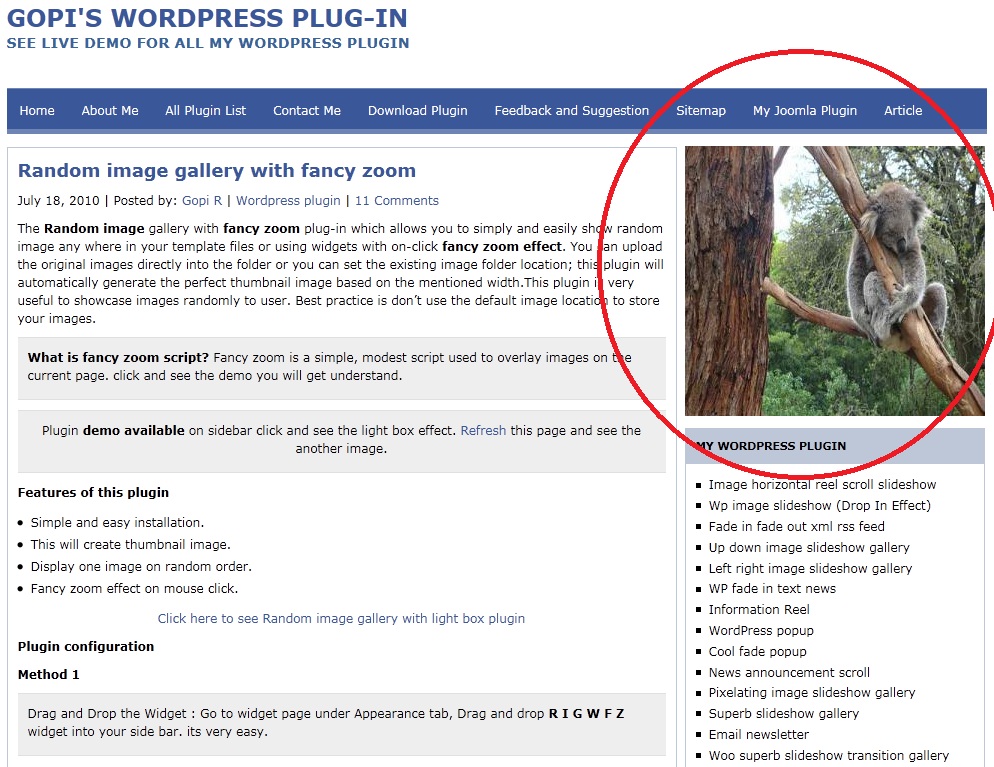 GOPI'S WORDPRESS PLUG-IN
SEE LIVE DEMO FOR ALL MY WORDPRESS PLUGIN
Home About Me All Plugin List Contact Me Download Plugin Feedback and Suggestion Sitemap My Joomla Plugin Article
Random image gallery with fancy zoom
July 18, 2010 | Posted by: Gopi R | Wordpress plugin | 11 Comments
The Random image gallery with fancy zoom plug-in which allows you to simply and easily show random
image any where in your template files or using widgets with on-click fancy zoom effect. You can upload
the original images directly into the folder or you can set the existing image folder location; this plugin will
automatically generate the perfect thumbnail image based on the mentioned width.This plugin is very
useful to showcase images randomly to user. Best practice is don’t use the default image location to store
your images.
What is fancy zoom script? Fancy zoom is a simple, modest script used to overlay images on the
current page. click and see the demo you will get understand.
Plugin demo available on sidebar click and see the light box effect. Refresh this page and see the
another image.
Features of this plugin
Simple and easy installation.
This will create thumbnail image.
Display one image on random order.
Fancy zoom effect on mouse click.
Click here to see Random image gallery with light box plugin
Plugin configuration
Method 1
Drag and Drop the Widget : Go to widget page under Appearance tab, Drag and drop R I G W F Z
widget into your side bar. its very easy.
MY WORDPRESS PLUGIN
Image horizontal reel scroll slideshow
Wp image slideshow (Drop In Effect)
Fade in fade out xml rss feed
Up down image slideshow gallery
Left right image slideshow gallery
WP fade in text news
Information Reel
WordPress popup
Cool fade popup
News announcement scroll
Pixelating image slideshow gallery
Superb slideshow gallery
Email newsletter
Woo superb slideshow transition gallery